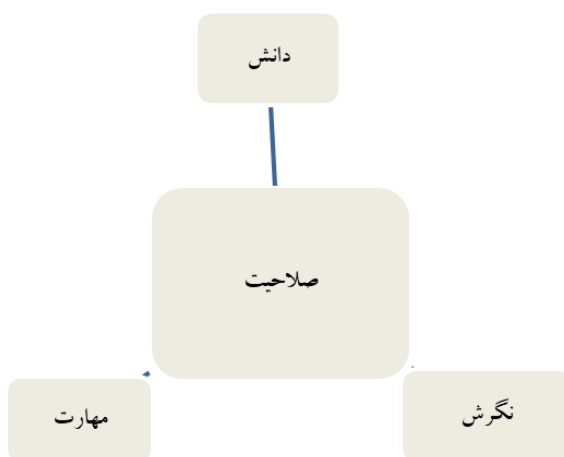 دانش
صلاحیت
نگرش
مهارت